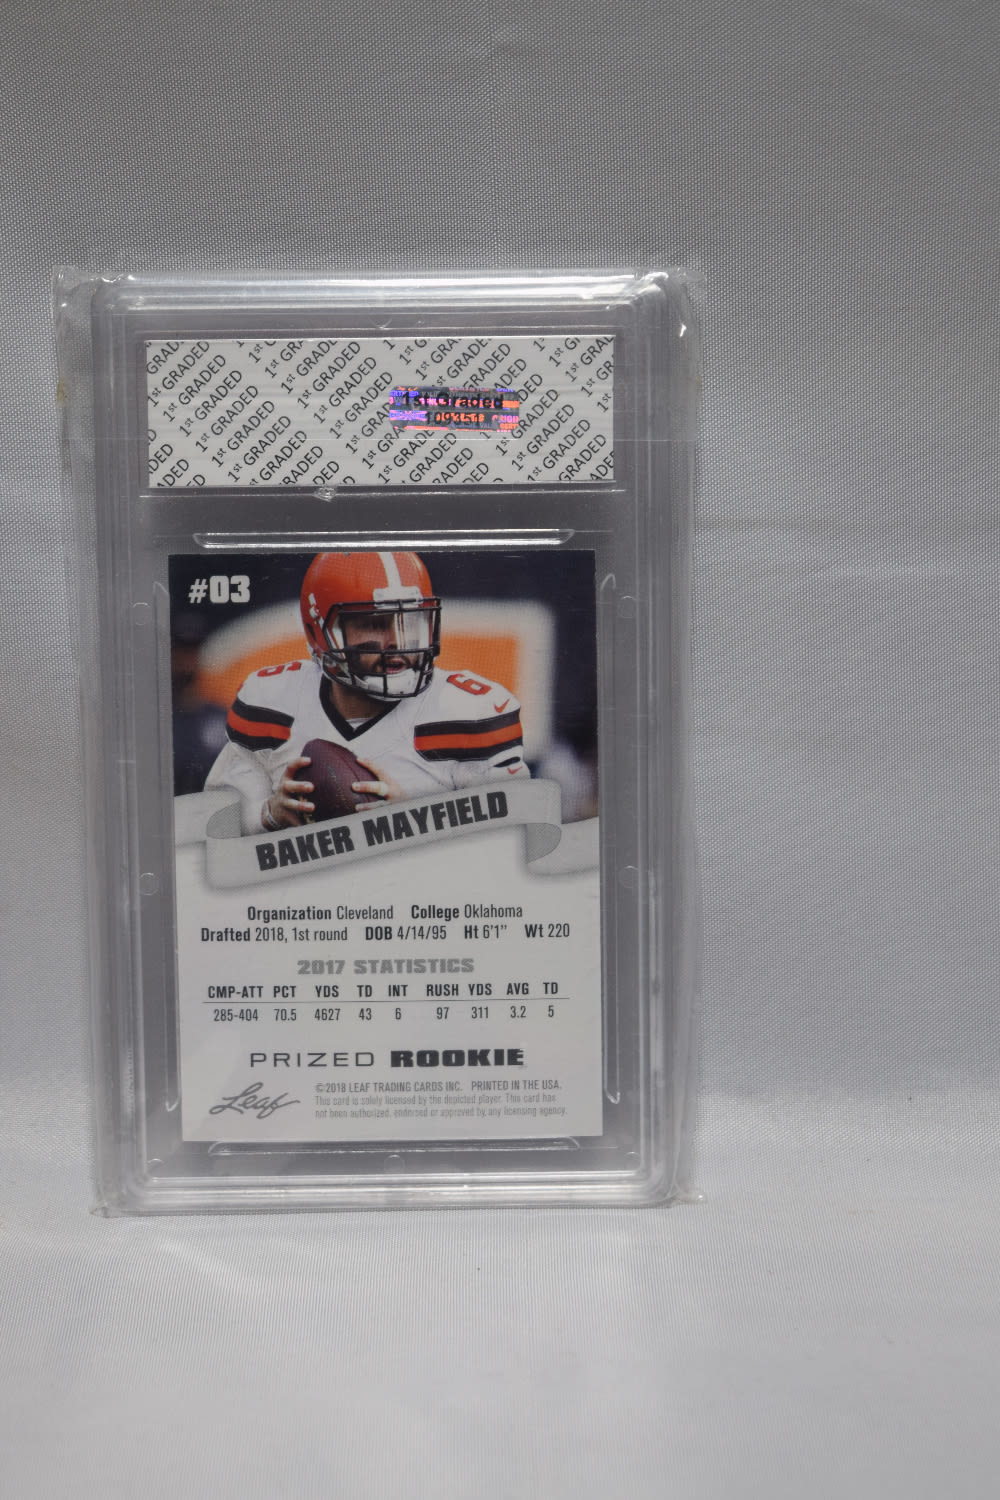 1st GRADED
1st Graded
#03
6 6
BAKER MAYFIELD
Organization Cleveland College Oklahoma
Drafted 2018, 1st round DOB 4/14/95 Ht 6'1" Wt 220
2017 STATISTICS
CMP-ATT PCT YDS TD INT RUSH YDS AVG TD
285-404 70.5 4627 43 6 97 311 3.2 5
PRIZED ROOKIE
Leaf
©2018 LEAF TRADING CARDS INC. PRINTED IN THE USA.
This card is solely licensed by the depicted player. This card has
not been authorized, endorsed or approved by any licensing agency.